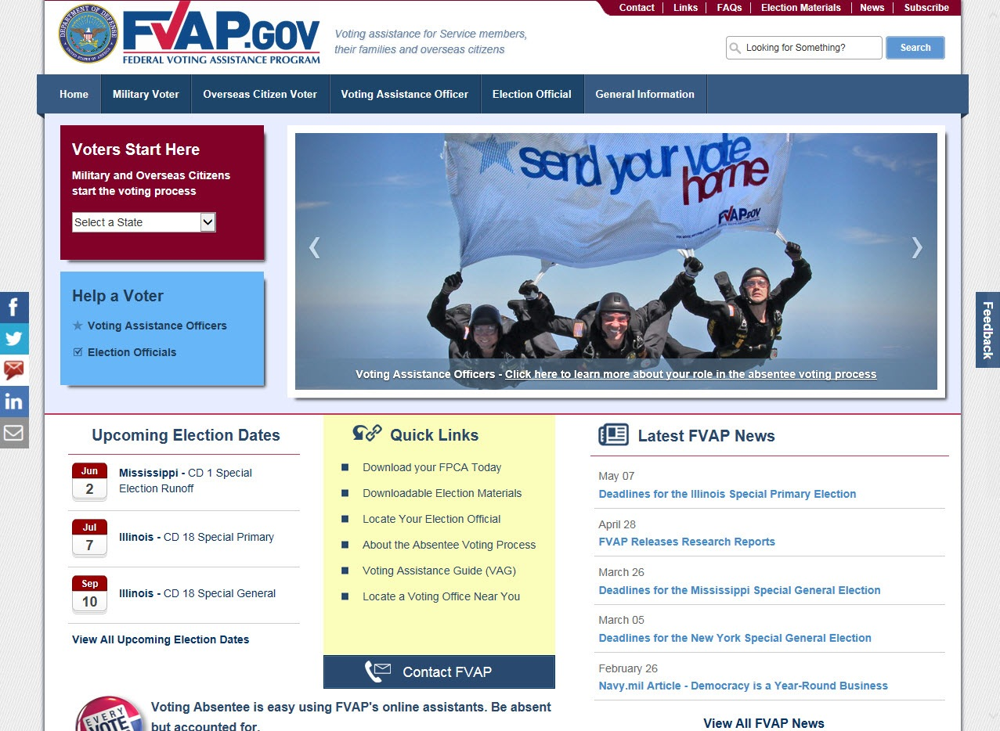 Contact
Links
FAQs
Election Materials
News
Subscribe
DEPARTMENT OF DEFENSE
UNITED STATES OF AMERICA
FVAP.GOV
FEDERAL VOTING ASSISTANCE PROGRAM
Voting assistance for Service members,
their families and overseas citizens
Looking for Something?
Search
Home
Military Voter
Overseas Citizen Voter
Voting Assistance Officer
Election Official
General Information
Voters Start Here
Military and Overseas Citizens
start the voting process
Select a State
Help a Voter
Voting Assistance Officers
Election Officials
send your vote
home
FVAP.GOV
Voting Assistance Officers - Click here to learn more about your role in the absentee voting process
f
in
Feedback
Upcoming Election Dates
Jun
2
Mississippi - CD 1 Special
Election Runoff
Jul
7
Illinois - CD 18 Special Primary
Sep
10
Illinois - CD 18 Special General
View All Upcoming Election Dates
Quick Links
Download your FPCA Today
Downloadable Election Materials
Locate Your Election Official
About the Absentee Voting Process
Voting Assistance Guide (VAG)
Locate a Voting Office Near You
Contact FVAP
Latest FVAP News
May 07
Deadlines for the Illinois Special Primary Election
April 28
FVAP Releases Research Reports
March 26
Deadlines for the Mississippi Special General Election
March 05
Deadlines for the New York Special General Election
February 26
Navy.mil Article - Democracy is a Year-Round Business
View All FVAP News
EVERY
VOTE
Voting Absentee is easy using FVAP's online assistants. Be absent
but accounted for.